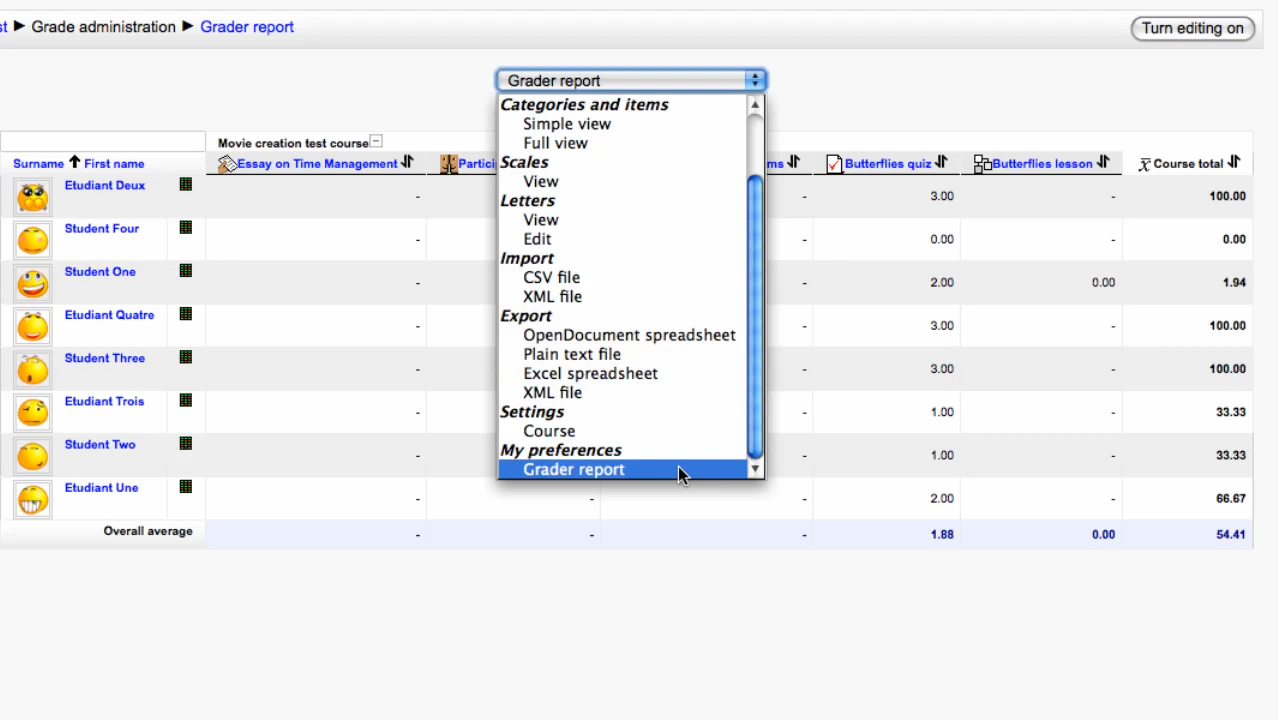 st ► Grade administration ► Grader report
Turn editing on
Grader report
Categories and items
Simple view
Full view
Scales
View
Letters
View
Edit
Import
CSV file
XML file
Export
OpenDocument spreadsheet
Plain text file
Excel spreadsheet
XML file
Settings
Course
My preferences
Grader report
Movie creation test course
Surname First name Essay on Time Management Partici ms Butterflies quiz Butterflies lesson x̄ Course total
Etudiant Deux - - 3.00 - 100.00
Student Four - - 0.00 - 0.00
Student One - - 2.00 0.00 1.94
Etudiant Quatre - - 3.00 - 100.00
Student Three - - 3.00 - 100.00
Etudiant Trois - - 1.00 - 33.33
Student Two - - 1.00 - 33.33
Etudiant Une - - - 2.00 - 66.67
Overall average - - - 1.88 0.00 54.41